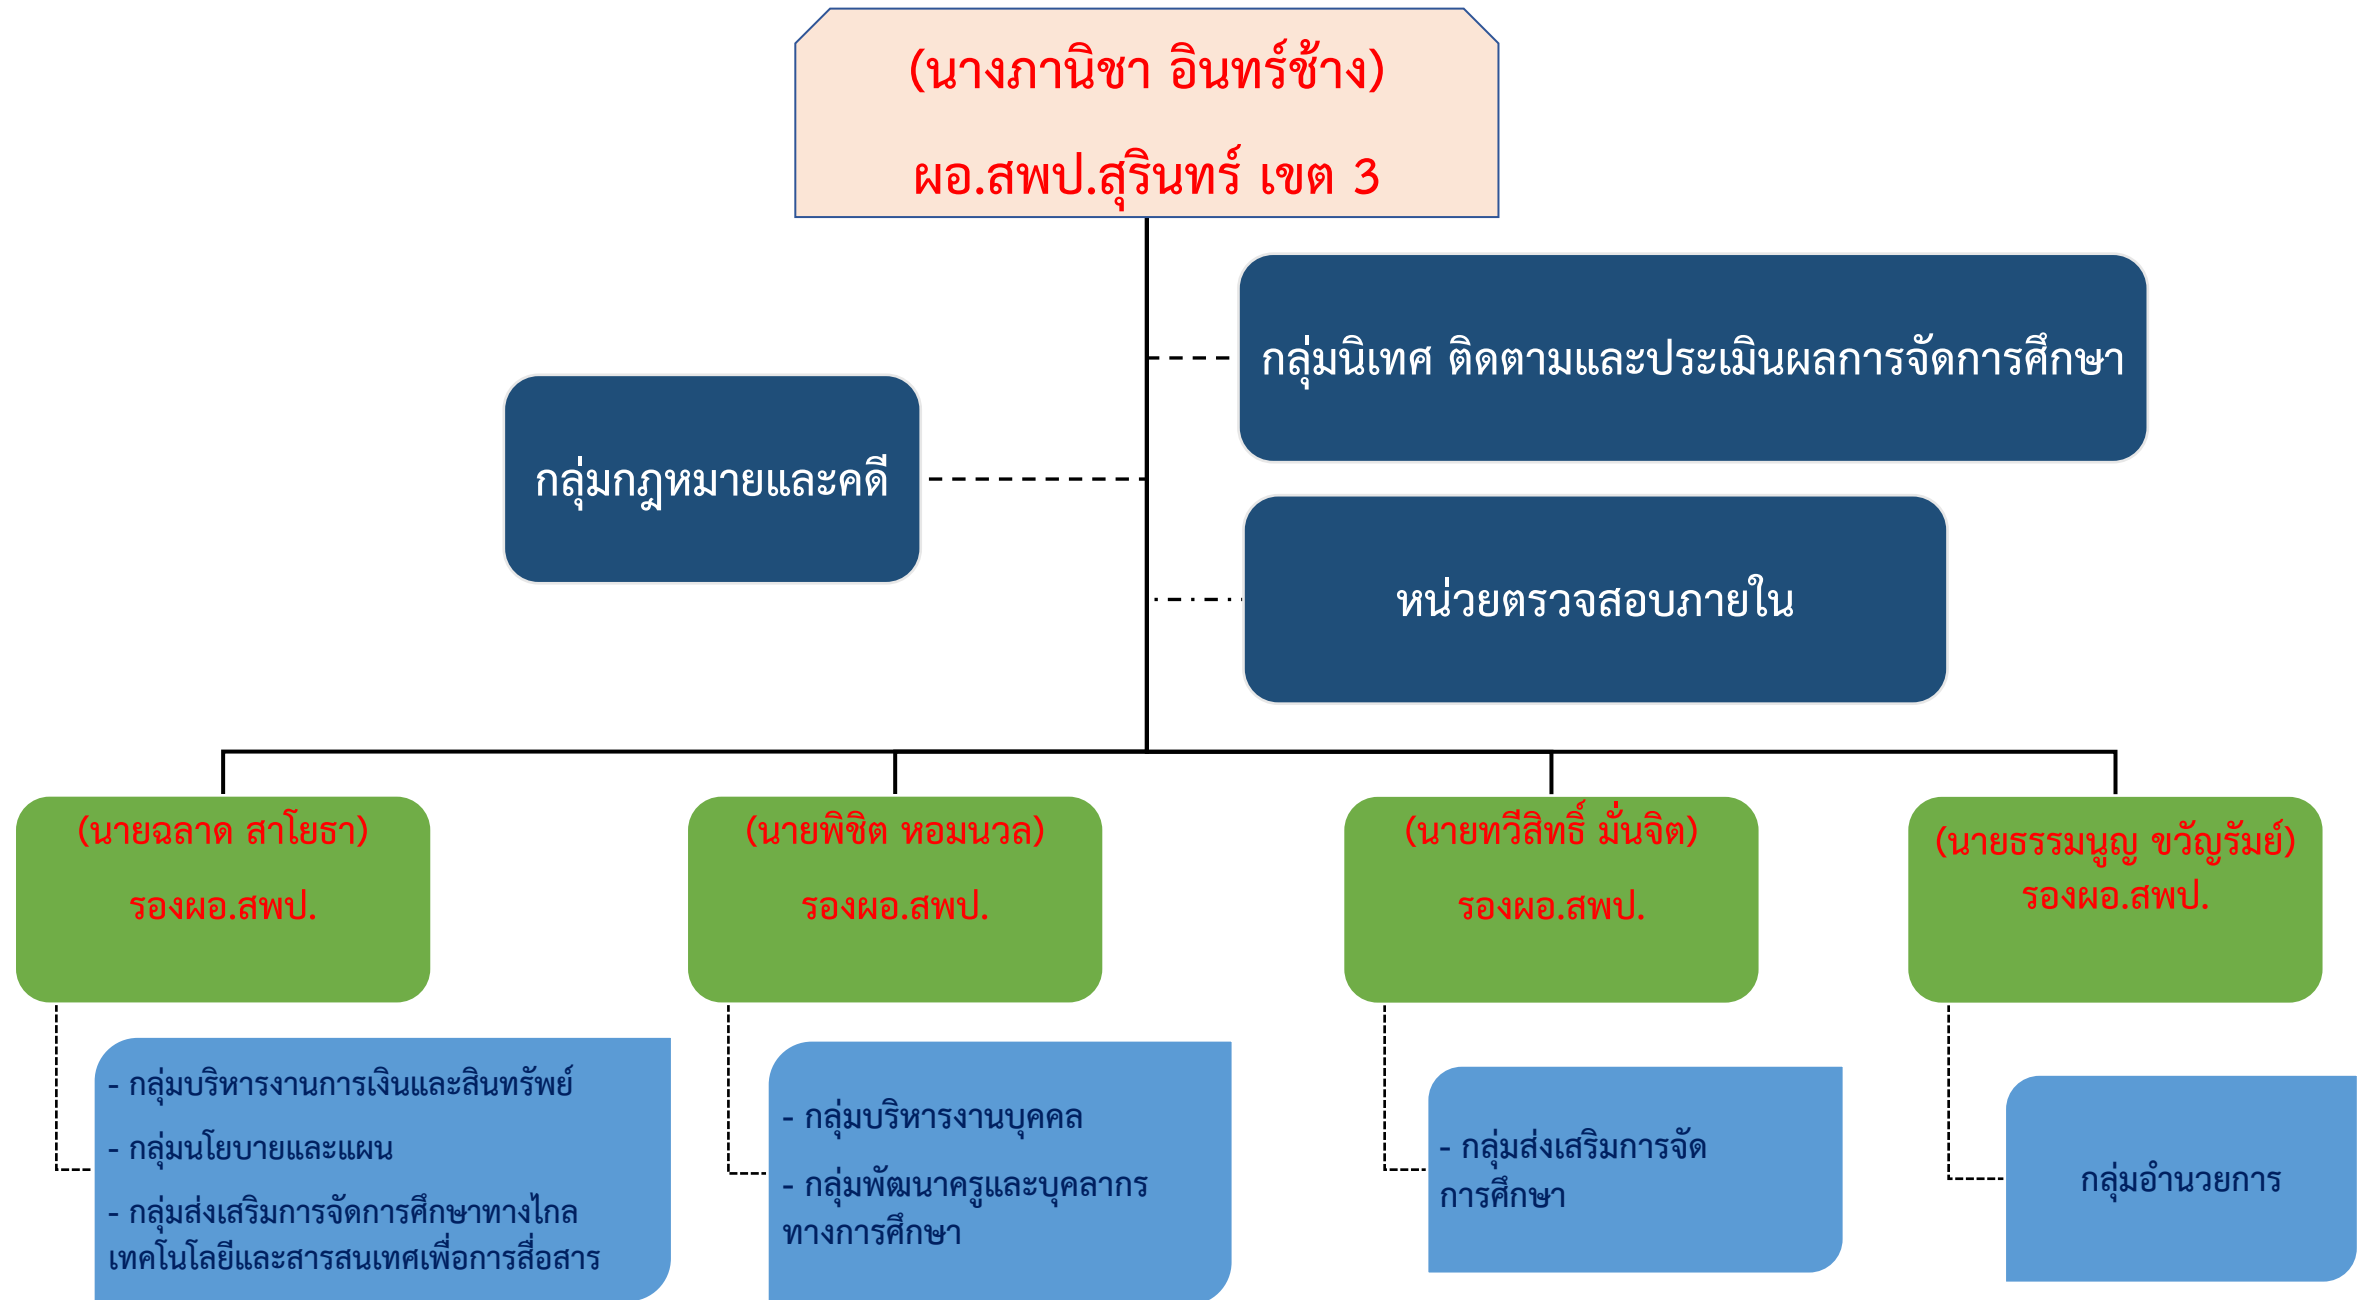 (นางภานิชา อินทร์ช้าง)
ผอ.สพป.สุรินทร์ เขต 3
กลุ่มนิเทศ ติดตามและประเมินผลการจัดการศึกษา
กลุ่มกฎหมายและคดี
หน่วยตรวจสอบภายใน
(นายฉลาด สาโยธา)
รองผอ.สพป.
(นายพิชิต หอมนวล)
รองผอ.สพป.
(นายทวีสิทธิ์ มั่นจิต)
รองผอ.สพป.
(นายธรรมนูญ ขวัญรัมย์)
รองผอ.สพป.
- กลุ่มบริหารงานการเงินและสินทรัพย์
- กลุ่มนโยบายและแผน
- กลุ่มส่งเสริมการจัดการศึกษาทางไกล
เทคโนโลยีและสารสนเทศเพื่อการสื่อสาร
- กลุ่มบริหารงานบุคคล
- กลุ่มพัฒนาครูและบุคลากร
ทางการศึกษา
- กลุ่มส่งเสริมการจัด
การศึกษา
กลุ่มอำนวยการ